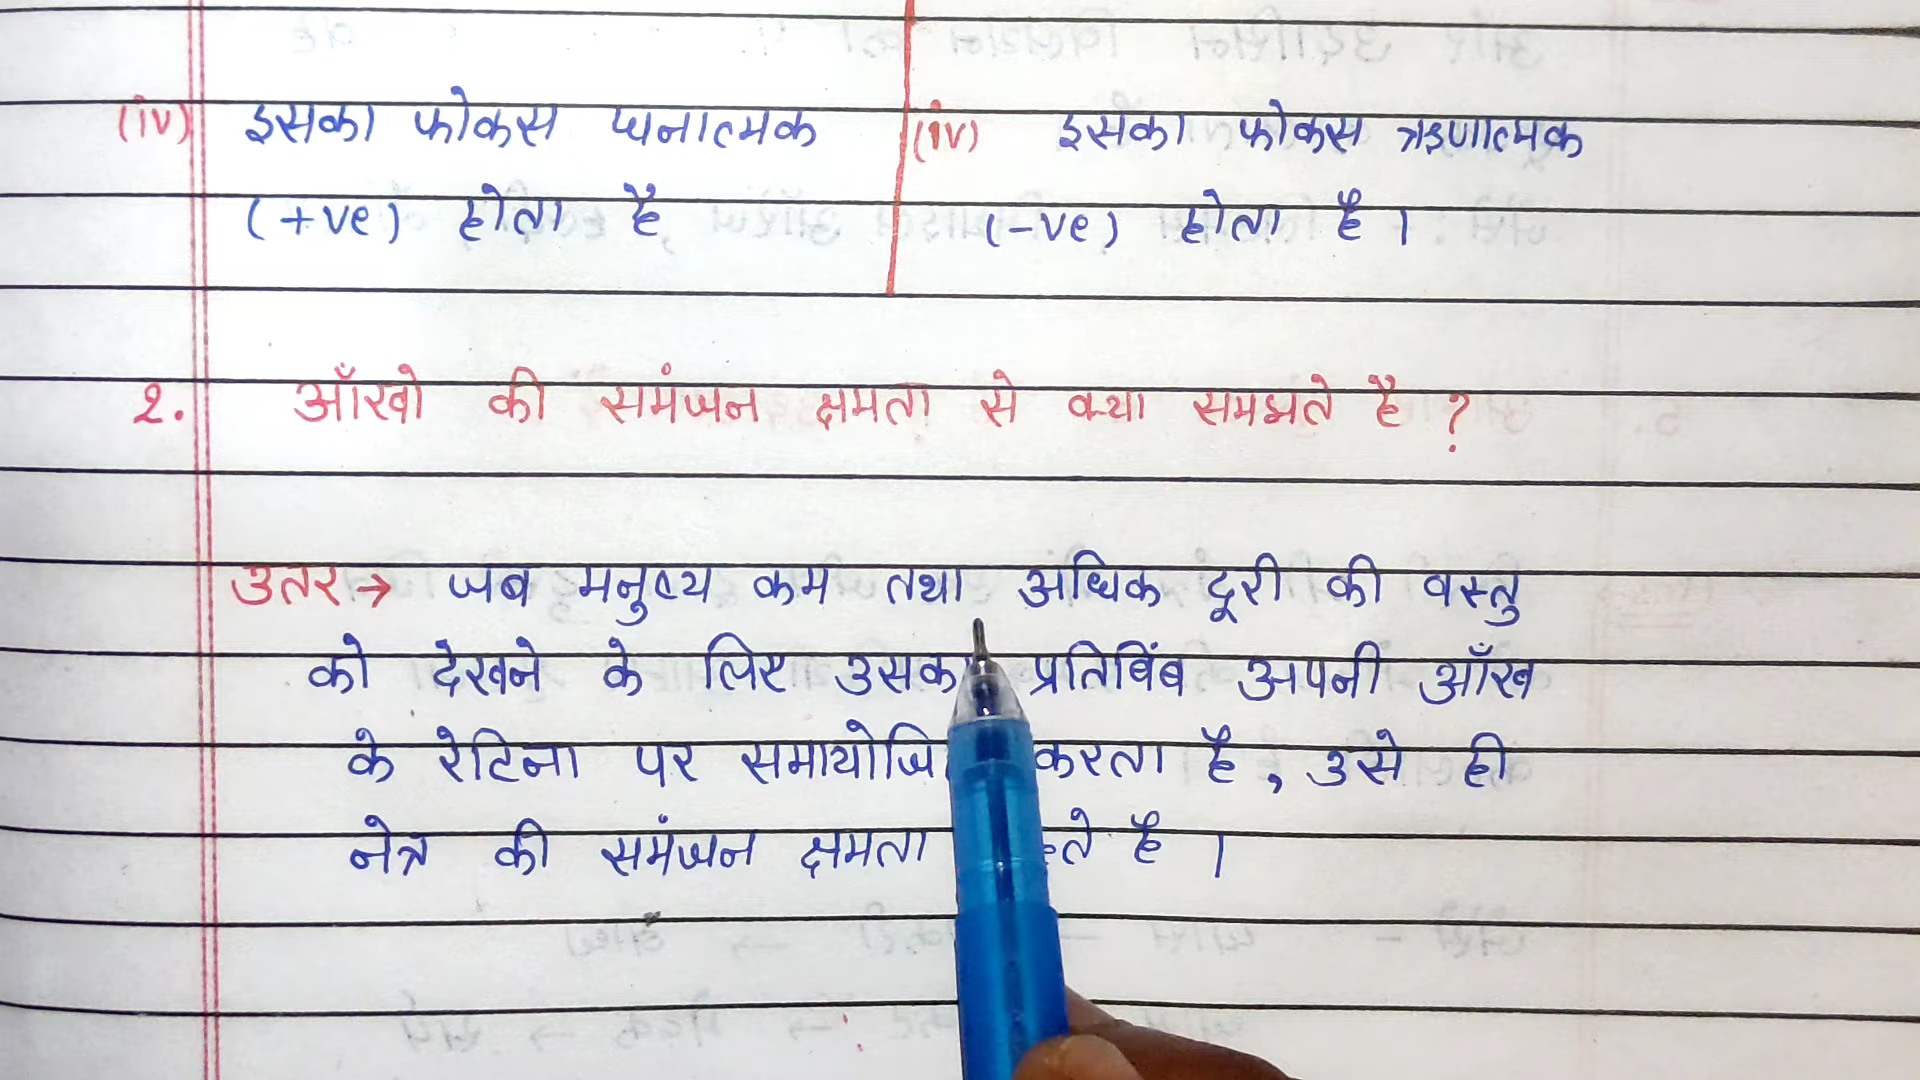 (iv) इसका फोकस धनात्मक
(+ve) होता है
(iv) इसका फोकस ऋणात्मक
(-ve) होता है।
2. आँखो की समंजन क्षमता से क्या समझते है ?
उतर→ जब मनुष्य कम तथा अधिक दूरी की वस्तु
को देखने के लिए उसका प्रतिबिंब अपनी आँख
के रेटिना पर समायोजि करता है, उसे ही
नेत्र की समंजन क्षमता है।